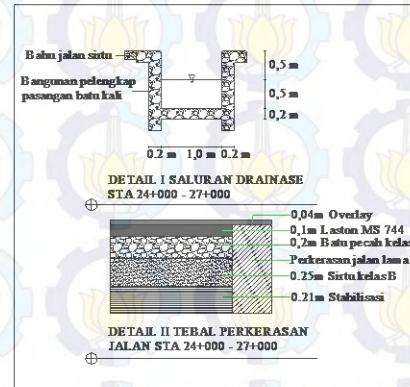 Bahu jalan sirtu
Bangunan pelengkap
pasangan batu kali
0,5 m
0,5 m
0,2 m
0.2 m 1,0 m 0.2 m
DETAIL I SALURAN DRAINASE
STA 24+000 - 27+000
0,04m Overlay
0,1m Laston MS 744
0,2m Batu pecah kelas
Perkerasan jalan lama
0.25m Sirtu kelas B
0.21m Stabilisasi
DETAIL II TEBAL PERKERASAN
JALAN STA 24+000 - 27+000